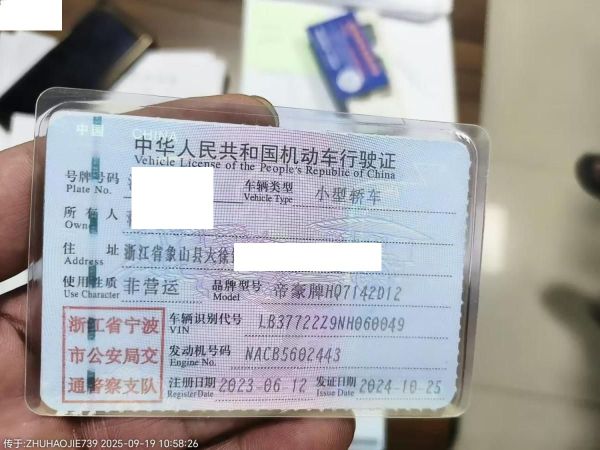 中国 CHINA
中华人民共和国机动车行驶证
Vehicle License of the People's Republic of China
号牌号码 车辆类型 小型轿车
Plate No. Vehicle Type
所有人
Owner
住址 浙江省象山县大徐
Address
使用性质 非营运 品牌型号 帝豪牌HQ7142D12
Use Character Model
浙江省宁波 车辆识别代号 LB37722Z9NH060049
VIN
市公安局交 发动机号码 NACB5602443
Engine No.
通警察支队 注册日期 2023-06-12 发证日期 2024-10-25
Register Date Issue Date
传于:ZHUHAOJIE739 2025-09-19 10:58:26